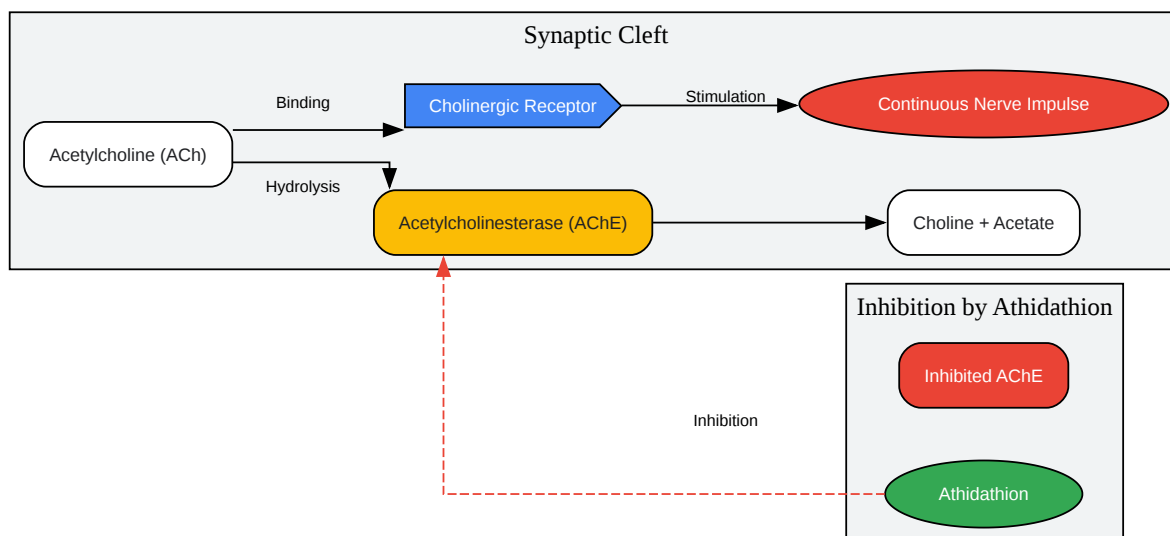 Synaptic Cleft
Binding
Cholinergic Receptor
Stimulation
Continuous Nerve Impulse
Acetylcholine (ACh)
Hydrolysis
Acetylcholinesterase (AChE)
Choline + Acetate
Inhibition by Athidathion
Inhibited AChE
Inhibition
Athidathion